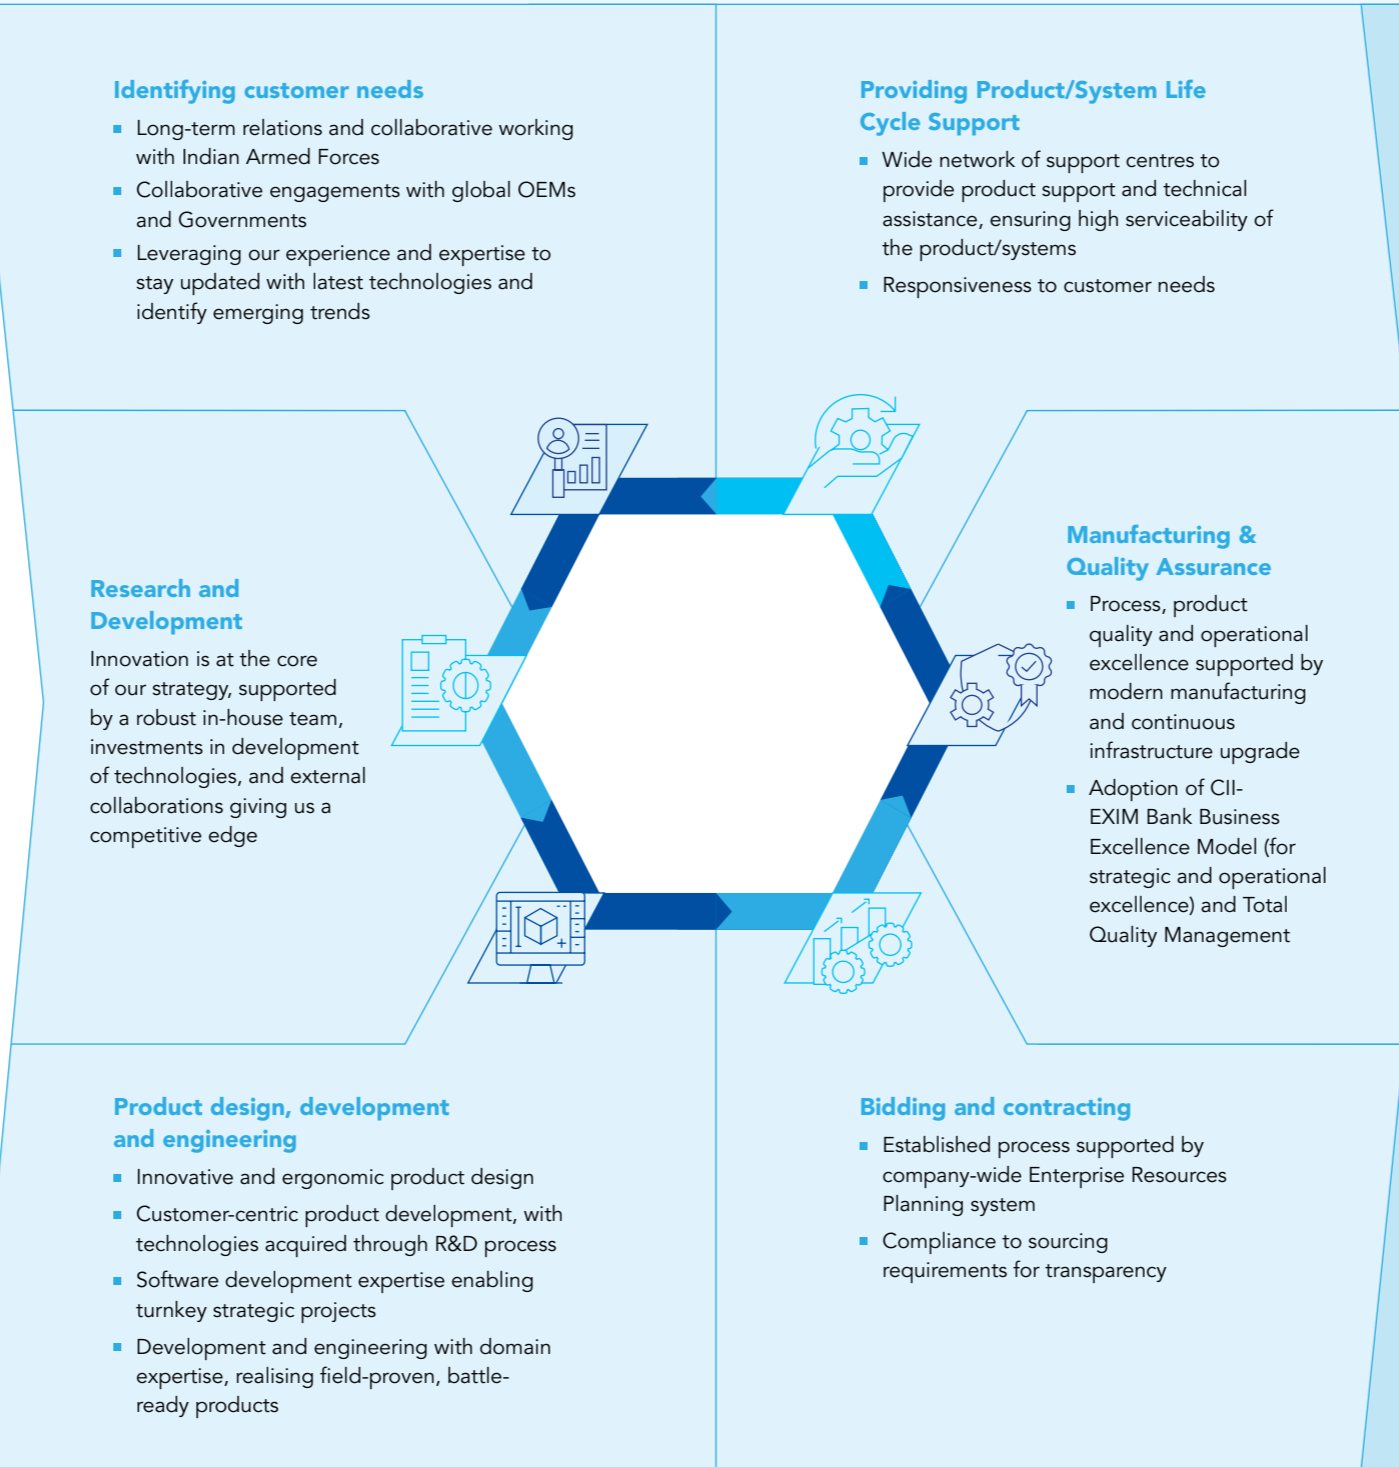 Identifying customer needs
Long-term relations and collaborative working
with Indian Armed Forces
Collaborative engagements with global OEMs
and Governments
Leveraging our experience and expertise to
stay updated with latest technologies and
identify emerging trends
Providing Product/System Life
Cycle Support
Wide network of support centres to
provide product support and technical
assistance, ensuring high serviceability of
the product/systems
Responsiveness to customer needs
Research and
Development
Innovation is at the core
of our strategy, supported
by a robust in-house team,
investments in development
of technologies, and external
collaborations giving us a
competitive edge
Manufacturing &
Quality Assurance
Process, product
quality and operational
excellence supported by
modern manufacturing
and continuous
infrastructure upgrade
Adoption of CII-
EXIM Bank Business
Excellence Model (for
strategic and operational
excellence) and Total
Quality Management
Product design, development
and engineering
Innovative and ergonomic product design
Customer-centric product development, with
technologies acquired through R&D process
Software development expertise enabling
turnkey strategic projects
Development and engineering with domain
expertise, realising field-proven, battle-
ready products
Bidding and contracting
Established process supported by
company-wide Enterprise Resources
Planning system
Compliance to sourcing
requirements for transparency